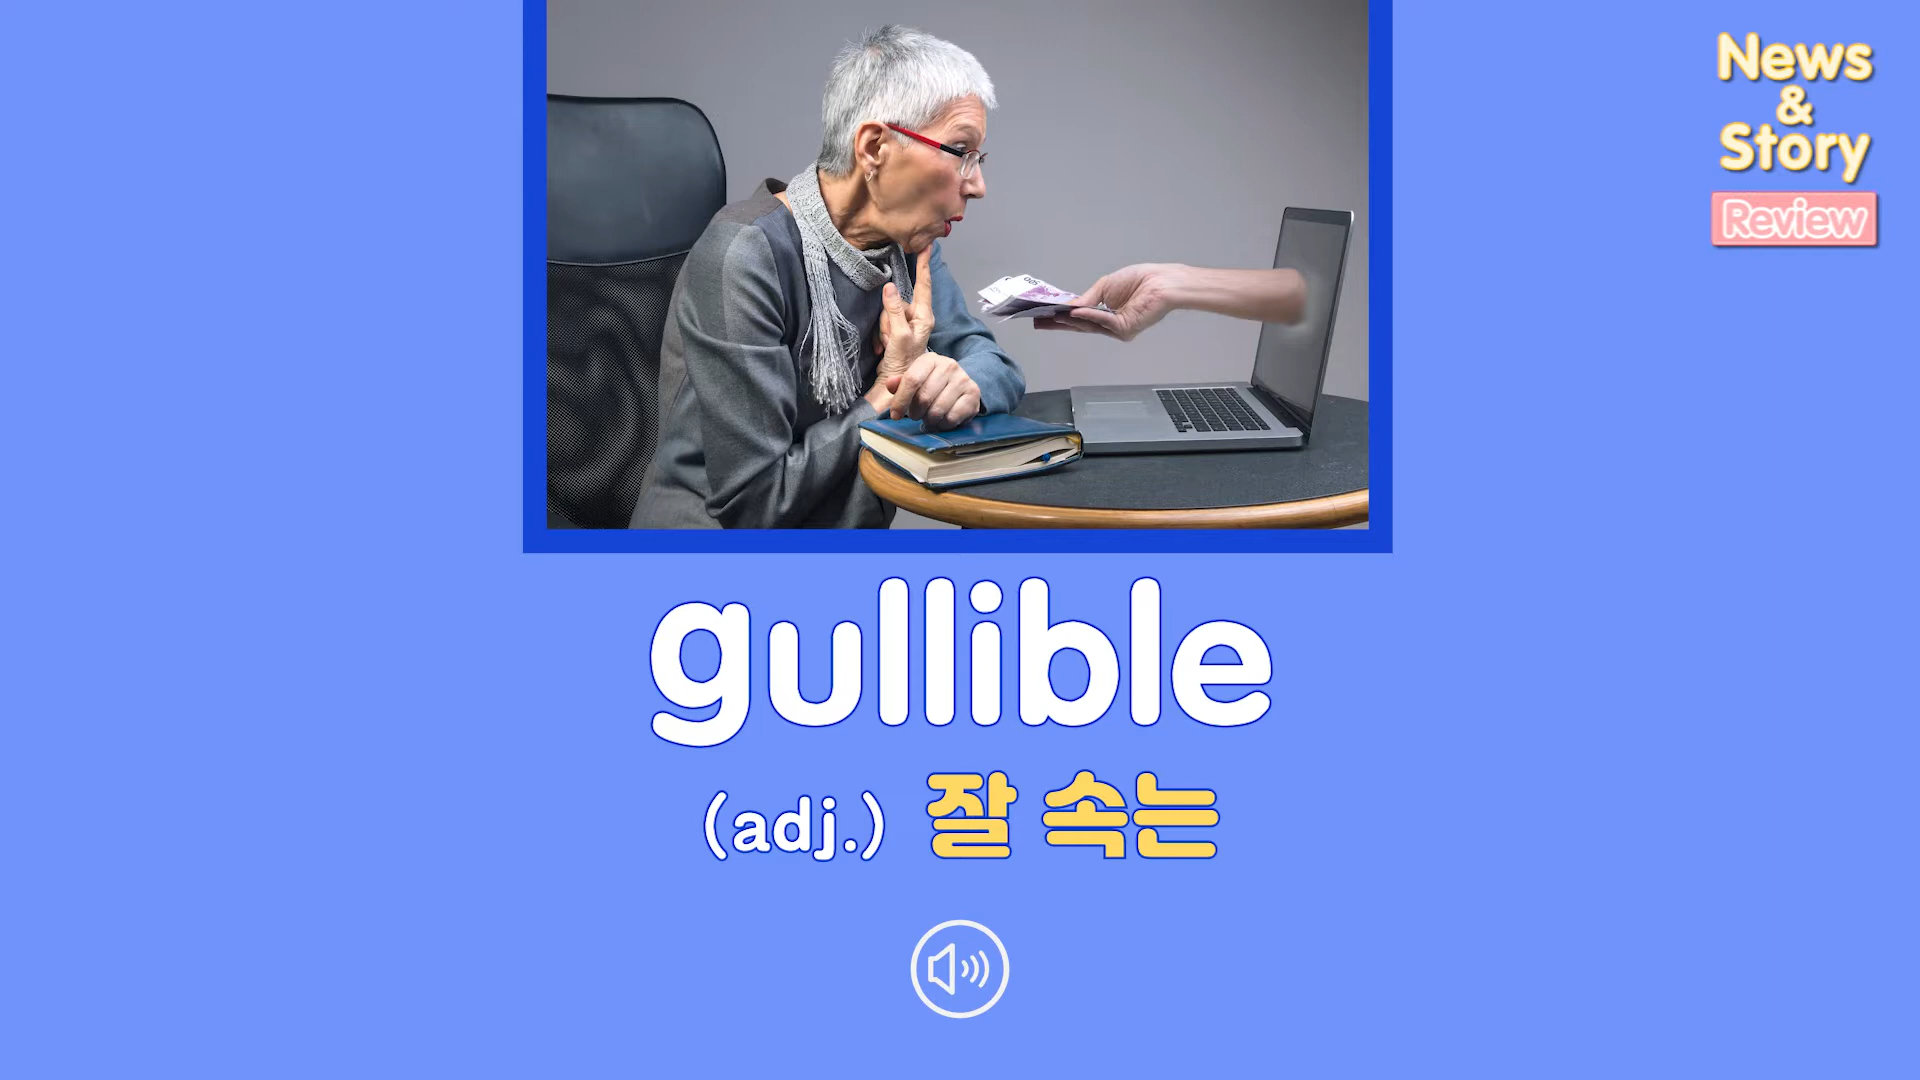 News
&
Story
Review
gullible
(adj.) 잘 속는